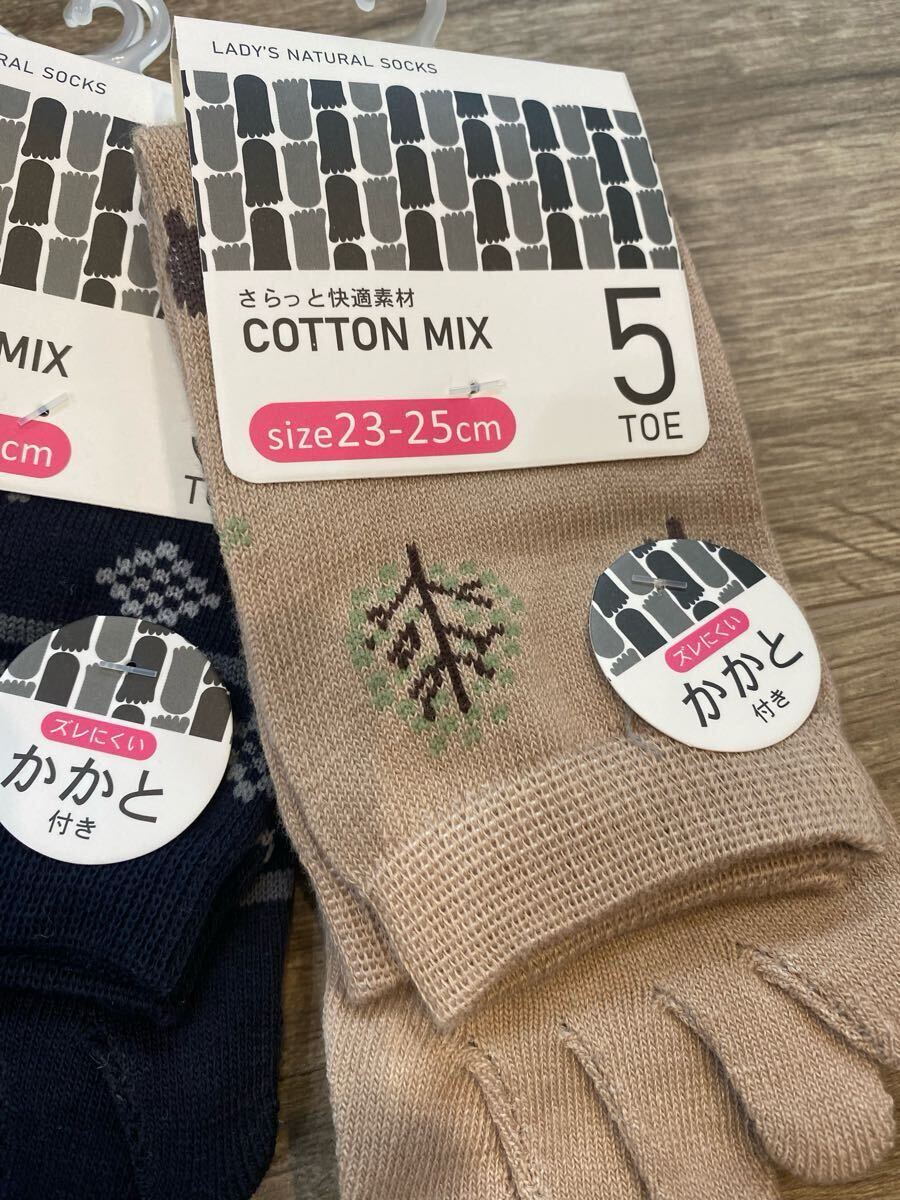 RAL SOCKS
MIX
cm
ズレにくい
かかと
付き
LADY'S NATURAL SOCKS
さらっと快適素材
COTTON MIX
5
TOE
size23-25cm
ズレにくい
かかと
付き